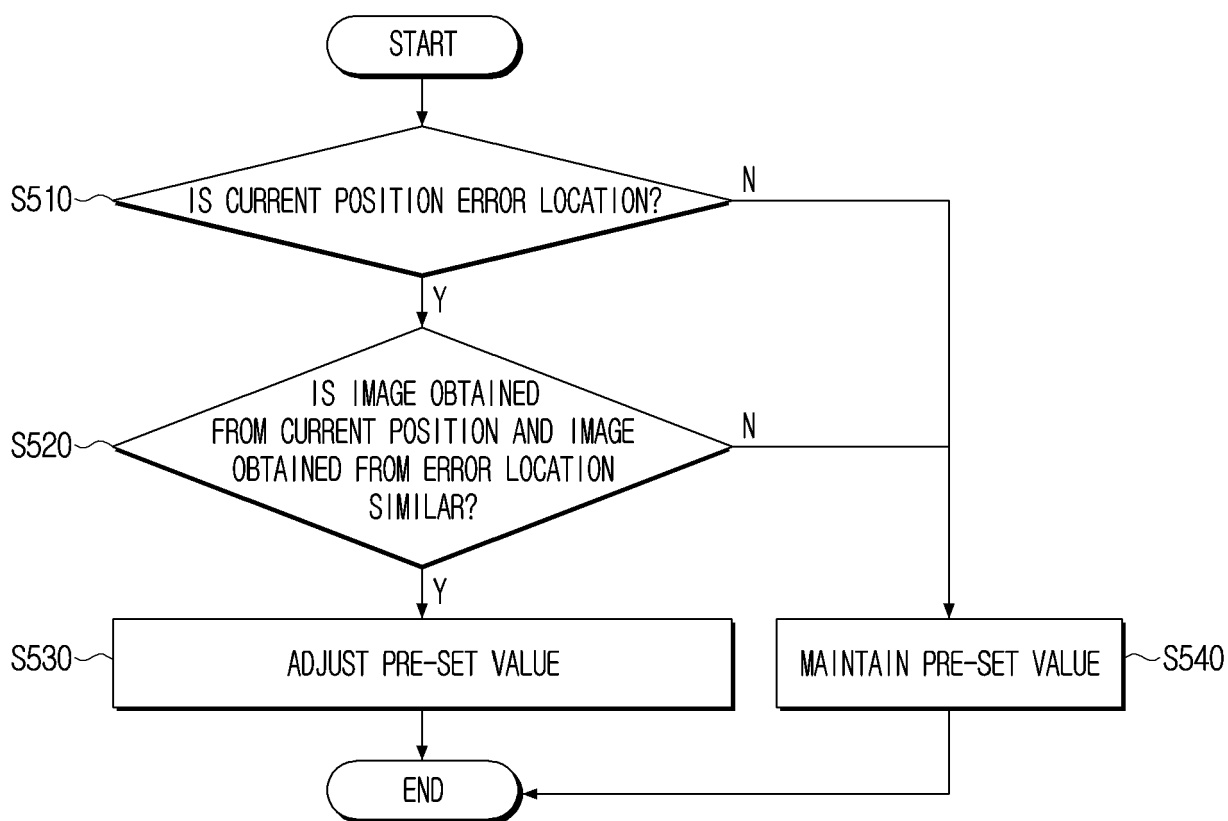 START
S510
IS CURRENT POSITION ERROR LOCATION?
N
Y
S520
IS IMAGE OBTAINED
FROM CURRENT POSITION AND IMAGE
OBTAINED FROM ERROR LOCATION
SIMILAR?
N
Y
S530
ADJUST PRE-SET VALUE
MAINTAIN PRE-SET VALUE
S540
END